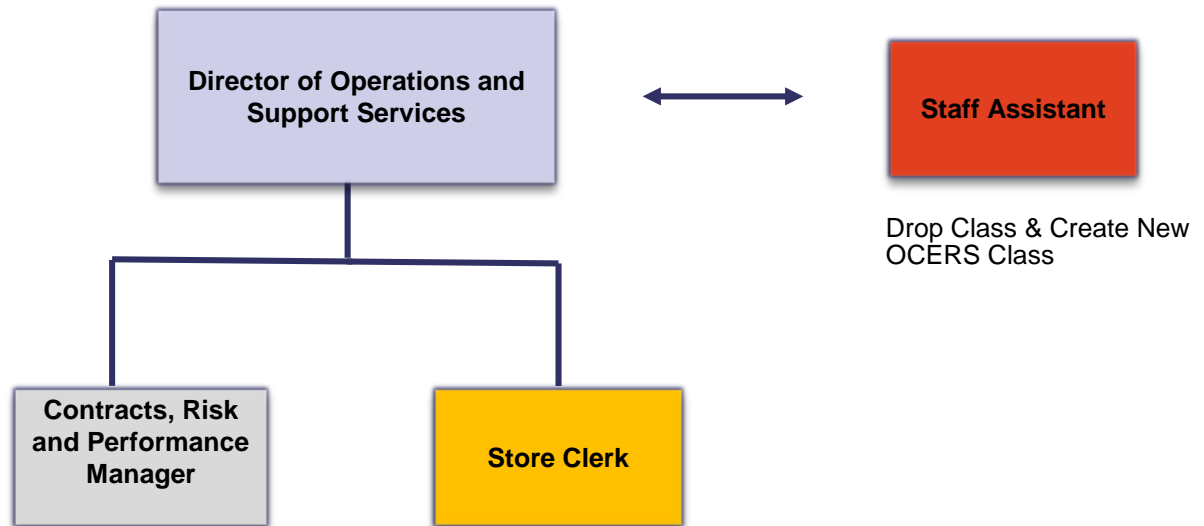 Director of Operations and
Support Services
Staff Assistant
Drop Class & Create New
OCERS Class
Contracts, Risk
and Performance
Manager
Store Clerk